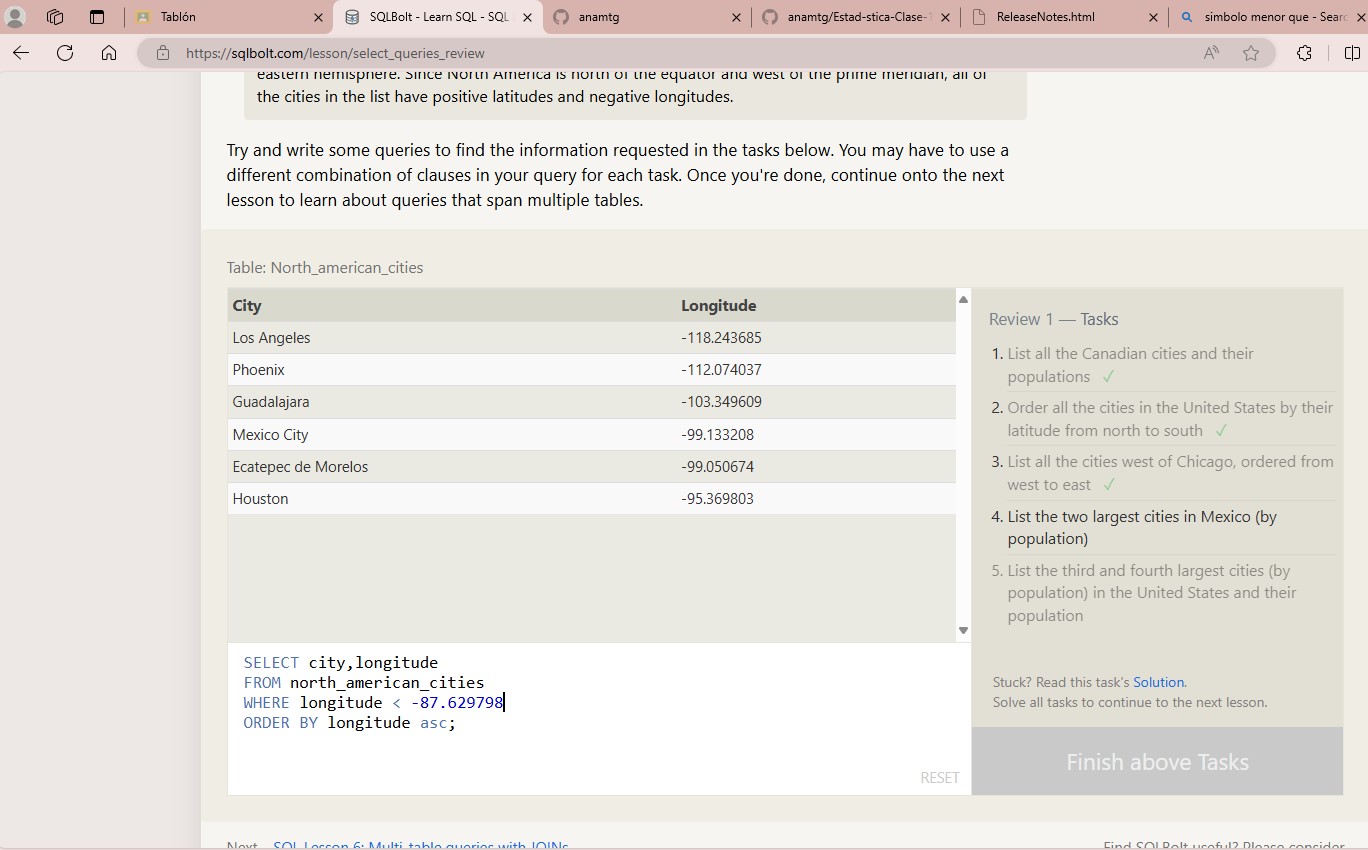 Tablón
SQLBolt - Learn SQL - SQL
anamtg
anamtg/Estad-stica-Clase-
ReleaseNotes.html
simbolo menor que - Searc
https://sqlbolt.com/lesson/select_queries_review
eastern hemisphere. Since North America is north of the equator and west of the prime meridian, all of
the cities in the list have positive latitudes and negative longitudes.
Try and write some queries to find the information requested in the tasks below. You may have to use a
different combination of clauses in your query for each task. Once you're done, continue onto the next
lesson to learn about queries that span multiple tables.
Table: North_american_cities
City Longitude
Los Angeles -118.243685
Phoenix -112.074037
Guadalajara -103.349609
Mexico City -99.133208
Ecatepec de Morelos -99.050674
Houston -95.369803
SELECT city,longitude
FROM north_american_cities
WHERE longitude < -87.629798
ORDER BY longitude asc;
RESET
Review 1 — Tasks
1. List all the Canadian cities and their
populations ✓
2. Order all the cities in the United States by their
latitude from north to south ✓
3. List all the cities west of Chicago, ordered from
west to east ✓
4. List the two largest cities in Mexico (by
population)
5. List the third and fourth largest cities (by
population) in the United States and their
population
Stuck? Read this task's Solution.
Solve all tasks to continue to the next lesson.
Finish above Tasks
Next – SQL Lesson 6: Multi-table queries with JOINs
Find SQLBolt useful? Please consider